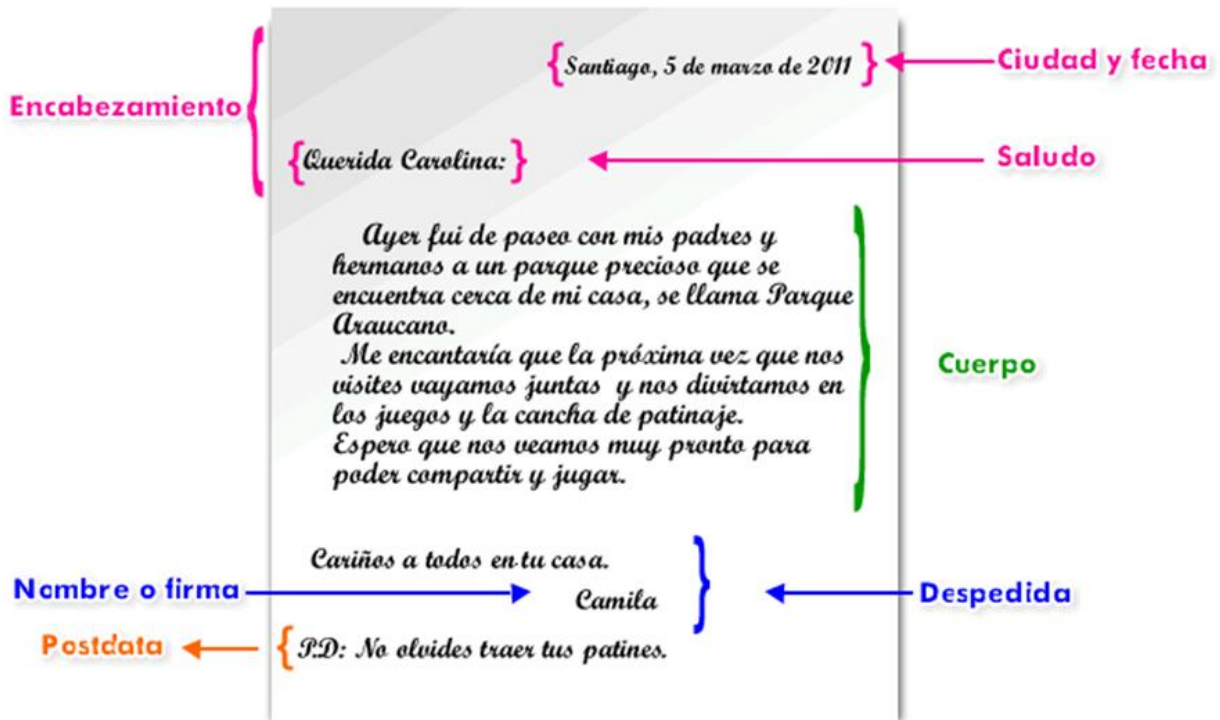 Santiago, 5 de marzo de 2011
Ciudad y fecha
Encabezamiento
Querida Carolina:
Saludo
Ayer fui de paseo con mis padres y
hermanos a un parque precioso que se
encuentra cerca de mi casa, se llama Parque
Araucano.
Me encantaría que la próxima vez que nos
visites vayamos juntas y nos divirtamos en
los juegos y la cancha de patinaje.
Espero que nos veamos muy pronto para
poder compartir y jugar.
Cuerpo
Cariños a todos en tu casa.
Nombre o firma
Camila
Despedida
Postdata
P.D: No olvides traer tus patines.